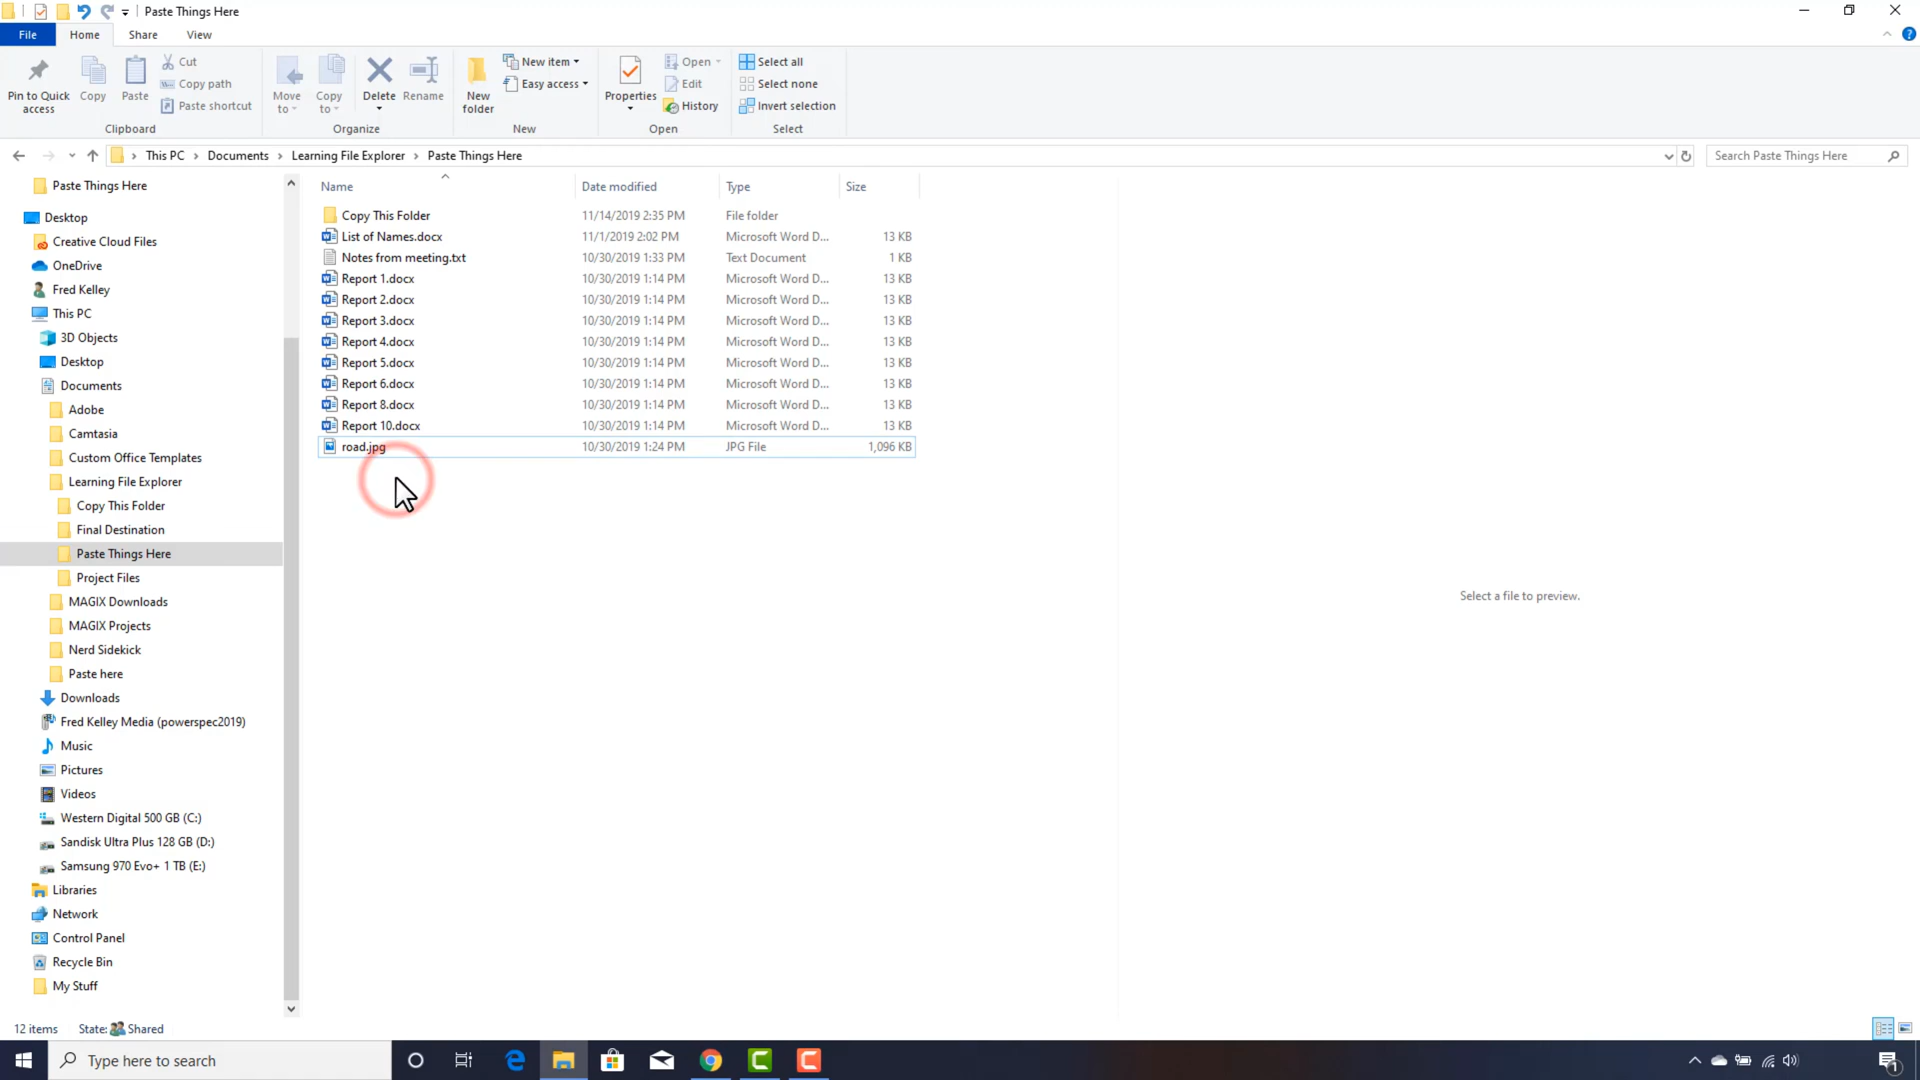 Paste Things Here
File Home Share View
Pin to Quick access
Copy
Paste
Cut
Copy path
Paste shortcut
Clipboard
Move to
Copy to
Delete
Rename
Organize
New folder
New item
Easy access
New
Properties
Open
Edit
History
Open
Select all
Select none
Invert selection
Select
This PC > Documents > Learning File Explorer > Paste Things Here
Search Paste Things Here
Paste Things Here
Desktop
Creative Cloud Files
OneDrive
Fred Kelley
This PC
3D Objects
Desktop
Documents
Adobe
Camtasia
Custom Office Templates
Learning File Explorer
Copy This Folder
Final Destination
Paste Things Here
Project Files
MAGIX Downloads
MAGIX Projects
Nerd Sidekick
Paste here
Downloads
Fred Kelley Media (powerspec2019)
Music
Pictures
Videos
Western Digital 500 GB (C:)
Sandisk Ultra Plus 128 GB (D:)
Samsung 970 Evo+ 1 TB (E:)
Libraries
Network
Control Panel
Recycle Bin
My Stuff
Name Date modified Type Size
Copy This Folder 11/14/2019 2:35 PM File folder
List of Names.docx 11/1/2019 2:02 PM Microsoft Word D... 13 KB
Notes from meeting.txt 10/30/2019 1:33 PM Text Document 1 KB
Report 1.docx 10/30/2019 1:14 PM Microsoft Word D... 13 KB
Report 2.docx 10/30/2019 1:14 PM Microsoft Word D... 13 KB
Report 3.docx 10/30/2019 1:14 PM Microsoft Word D... 13 KB
Report 4.docx 10/30/2019 1:14 PM Microsoft Word D... 13 KB
Report 5.docx 10/30/2019 1:14 PM Microsoft Word D... 13 KB
Report 6.docx 10/30/2019 1:14 PM Microsoft Word D... 13 KB
Report 8.docx 10/30/2019 1:14 PM Microsoft Word D... 13 KB
Report 10.docx 10/30/2019 1:14 PM Microsoft Word D... 13 KB
road.jpg 10/30/2019 1:24 PM JPG File 1,096 KB
Select a file to preview.
12 items State: Shared
Type here to search
1